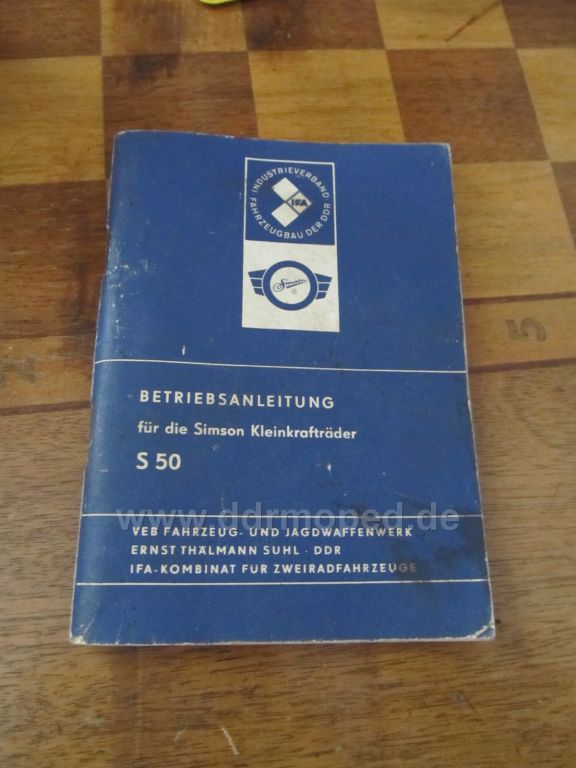 INDUSTRIEVERBAND
FAHRZEUGBAU DER DDR
IFA
Simson
BETRIEBSANLEITUNG
für die Simson Kleinkrafträder
S 50
www.ddrmoped.de
VEB FAHRZEUG- UND JAGDWAFFENWERK
ERNST THÄLMANN SUHL · DDR
IFA-KOMBINAT FÜR ZWEIRADFAHRZEUGE
5